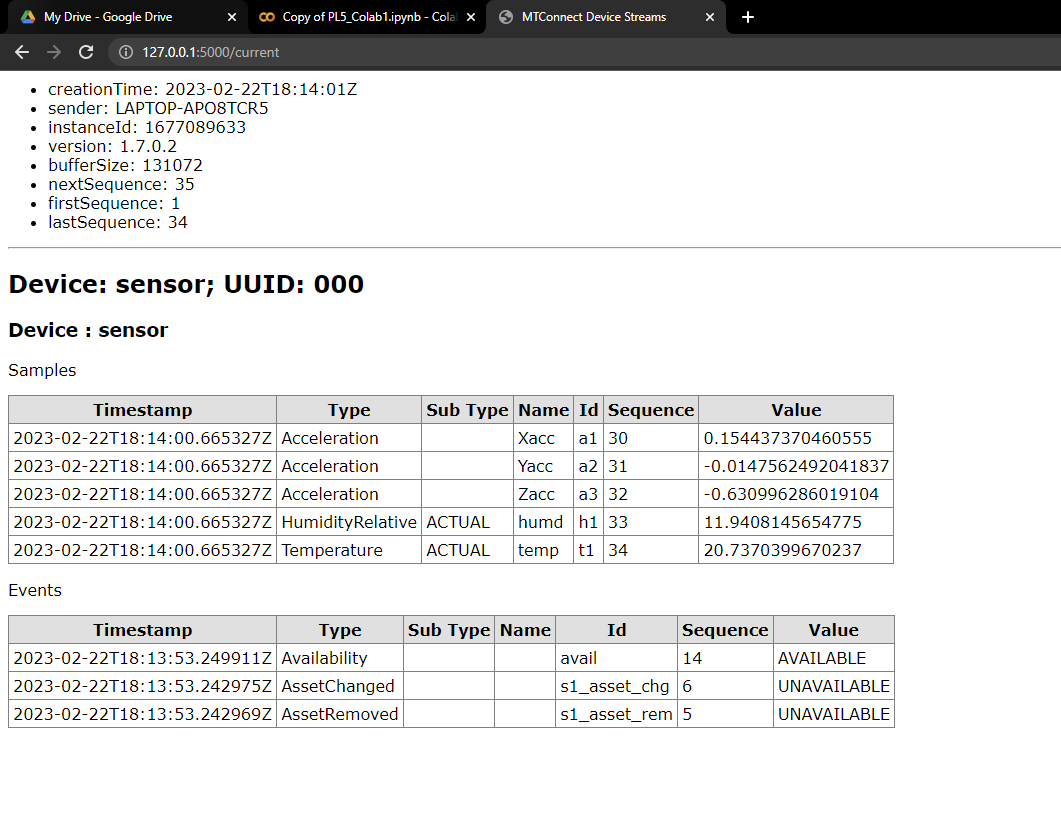 My Drive - Google Drive
Copy of PL5_Colab1.ipynb - Cola
MTConnect Device Streams
127.0.0.1:5000/current
creationTime: 2023-02-22T18:14:01Z
sender: LAPTOP-APO8TCR5
instanceId: 1677089633
version: 1.7.0.2
bufferSize: 131072
nextSequence: 35
firstSequence: 1
lastSequence: 34
Device: sensor; UUID: 000
Device : sensor
Samples
Timestamp Type Sub Type Name Id Sequence Value
2023-02-22T18:14:00.665327Z Acceleration Xacc a1 30 0.154437370460555
2023-02-22T18:14:00.665327Z Acceleration Yacc a2 31 -0.0147562492041837
2023-02-22T18:14:00.665327Z Acceleration Zacc a3 32 -0.630996286019104
2023-02-22T18:14:00.665327Z HumidityRelative ACTUAL humd h1 33 11.9408145654775
2023-02-22T18:14:00.665327Z Temperature ACTUAL temp t1 34 20.7370399670237
Events
Timestamp Type Sub Type Name Id Sequence Value
2023-02-22T18:13:53.249911Z Availability avail 14 AVAILABLE
2023-02-22T18:13:53.242975Z AssetChanged s1_asset_chg 6 UNAVAILABLE
2023-02-22T18:13:53.242969Z AssetRemoved s1_asset_rem 5 UNAVAILABLE